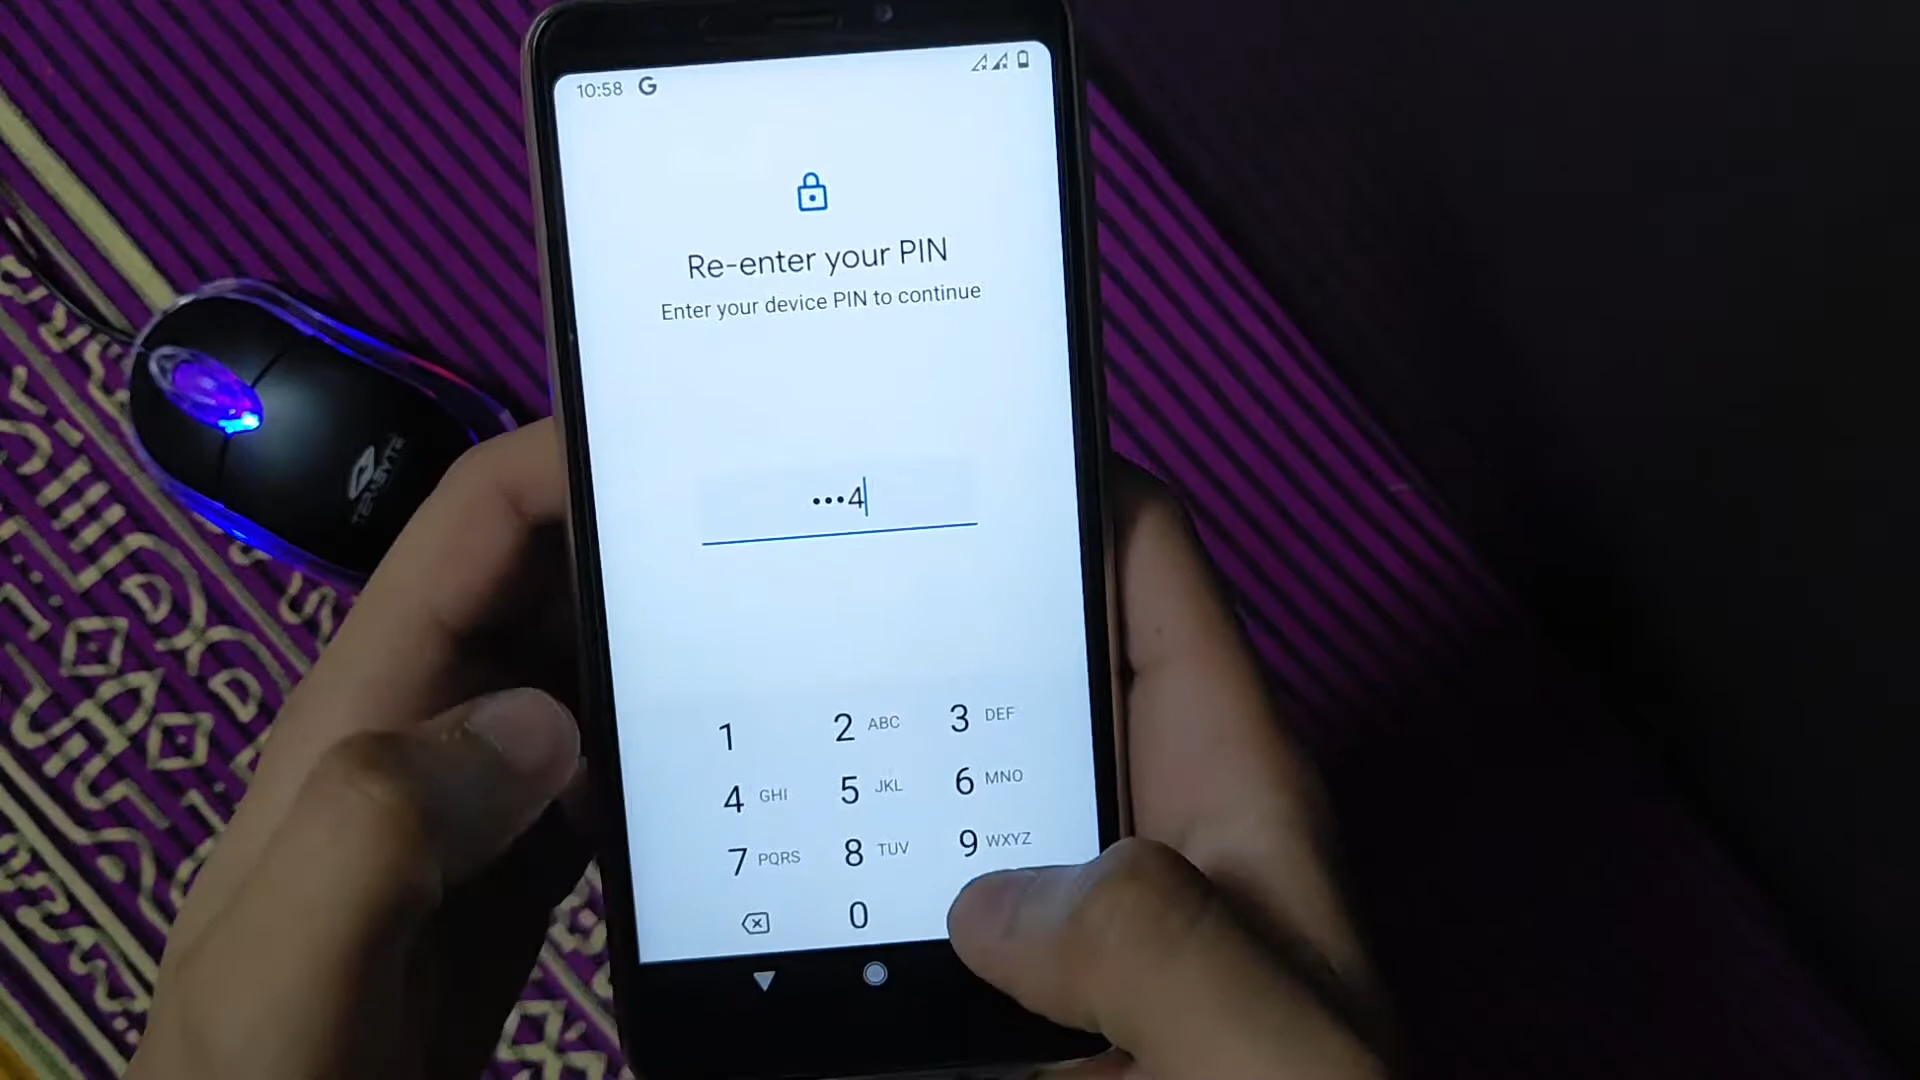 10:58 G
Re-enter your PIN
Enter your device PIN to continue
•••4
1
2 ABC
3 DEF
4 GHI
5 JKL
6 MNO
7 PQRS
8 TUV
9 WXYZ
0
TERABYTE